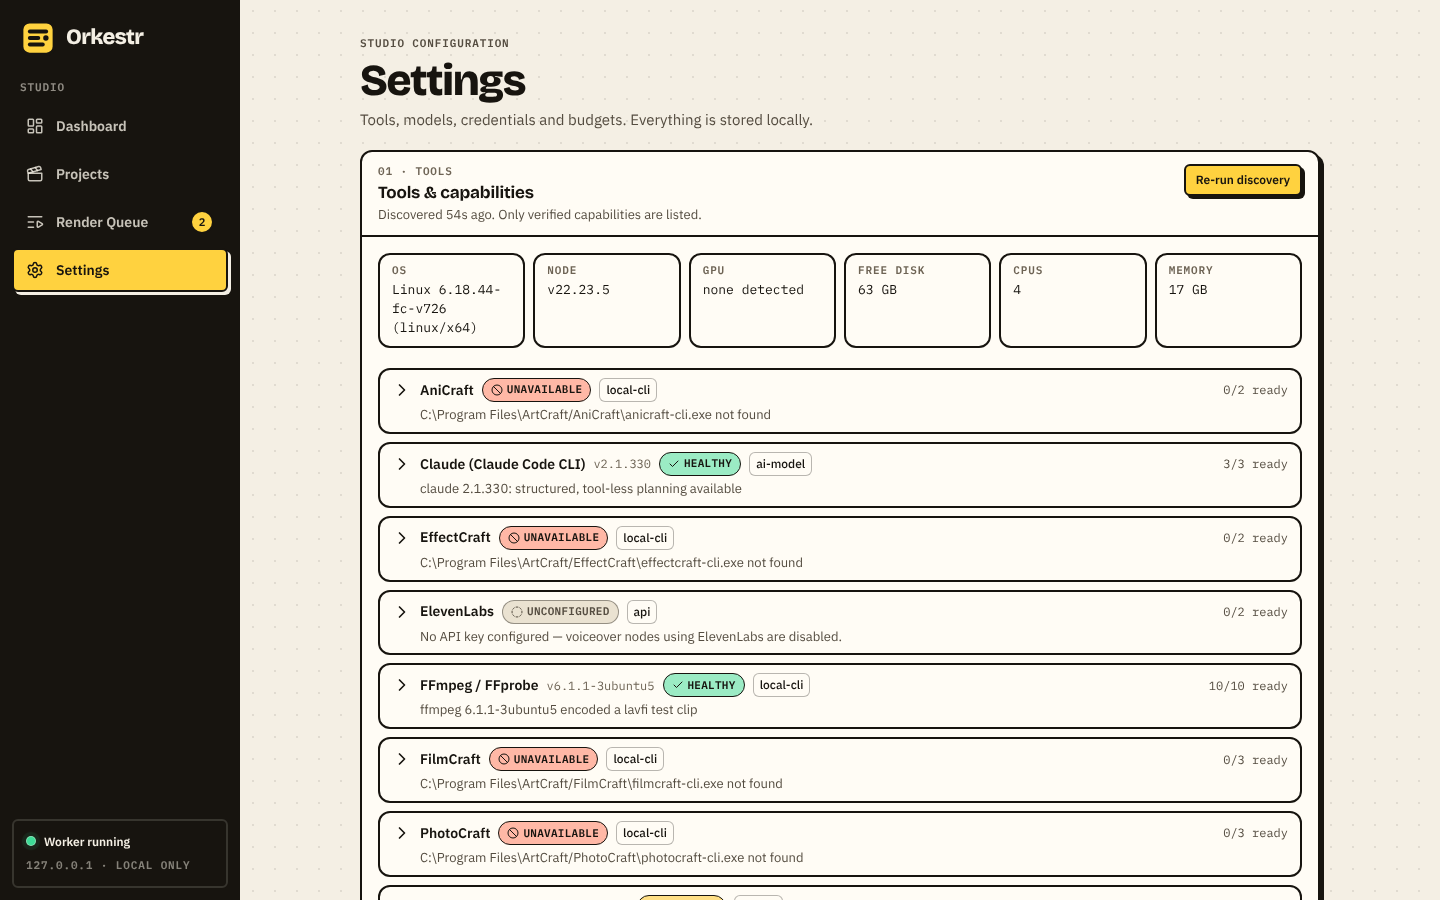 Orkestr
STUDIO
Dashboard
Projects
Render Queue 2
Settings
Worker running
127.0.0.1 · LOCAL ONLY
STUDIO CONFIGURATION
Settings
Tools, models, credentials and budgets. Everything is stored locally.
01 · TOOLS
Tools & capabilities
Discovered 54s ago. Only verified capabilities are listed.
Re-run discovery
OS
Linux 6.18.44-
fc-v726
(linux/x64)
NODE
v22.23.5
GPU
none detected
FREE DISK
63 GB
CPUS
4
MEMORY
17 GB
AniCraft UNAVAILABLE local-cli 0/2 ready
C:\Program Files\ArtCraft/AniCraft\anicraft-cli.exe not found
Claude (Claude Code CLI) v2.1.330 HEALTHY ai-model 3/3 ready
claude 2.1.330: structured, tool-less planning available
EffectCraft UNAVAILABLE local-cli 0/2 ready
C:\Program Files\ArtCraft/EffectCraft\effectcraft-cli.exe not found
ElevenLabs UNCONFIGURED api 0/2 ready
No API key configured — voiceover nodes using ElevenLabs are disabled.
FFmpeg / FFprobe v6.1.1-3ubuntu5 HEALTHY local-cli 10/10 ready
ffmpeg 6.1.1-3ubuntu5 encoded a lavfi test clip
FilmCraft UNAVAILABLE local-cli 0/3 ready
C:\Program Files\ArtCraft/FilmCraft\filmcraft-cli.exe not found
PhotoCraft UNAVAILABLE local-cli 0/3 ready
C:\Program Files\ArtCraft/PhotoCraft\photocraft-cli.exe not found